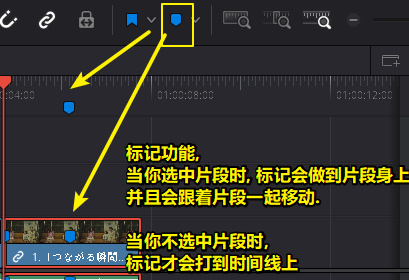 0:04:00
01:00:08:00
01:00:12:00
标记功能,
当你选中片段时, 标记会做到片段身上
并且会跟着片段一起移动.
当你不选中片段时,
标记才会打到时间线上
1. 「つながる瞬間...